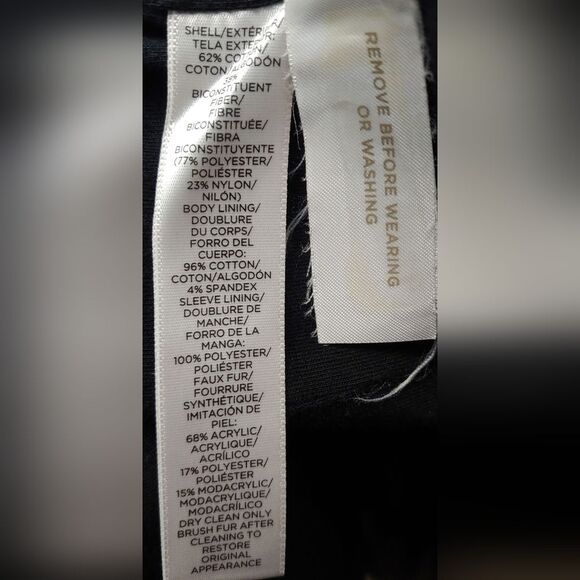 SHELL/EXTÉRIEUR/
TELA EXTERIOR:
62% COTTON/
COTON/ALGODÓN
38%
BICONSTITUENT
FIBER/
FIBRE
BICONSTITUÉE/
FIBRA
BICONSTITUYENTE
(77% POLYESTER/
POLIÉSTER
23% NYLON/
NILÓN)
BODY LINING/
DOUBLURE
DU CORPS/
FORRO DEL
CUERPO:
96% COTTON/
COTON/ALGODÓN
4% SPANDEX
SLEEVE LINING/
DOUBLURE DE
MANCHE/
FORRO DE LA
MANGA:
100% POLYESTER/
POLIÉSTER
FAUX FUR/
FOURRURE
SYNTHÉTIQUE/
IMITACIÓN DE
PIEL:
68% ACRYLIC/
ACRYLIQUE/
ACRÍLICO
17% POLYESTER/
POLIÉSTER
15% MODACRYLIC/
MODACRYLIQUE/
MODACRÍLICO
DRY CLEAN ONLY
BRUSH FUR AFTER
CLEANING TO
RESTORE
ORIGINAL
APPEARANCE
REMOVE BEFORE WEARING
OR WASHING